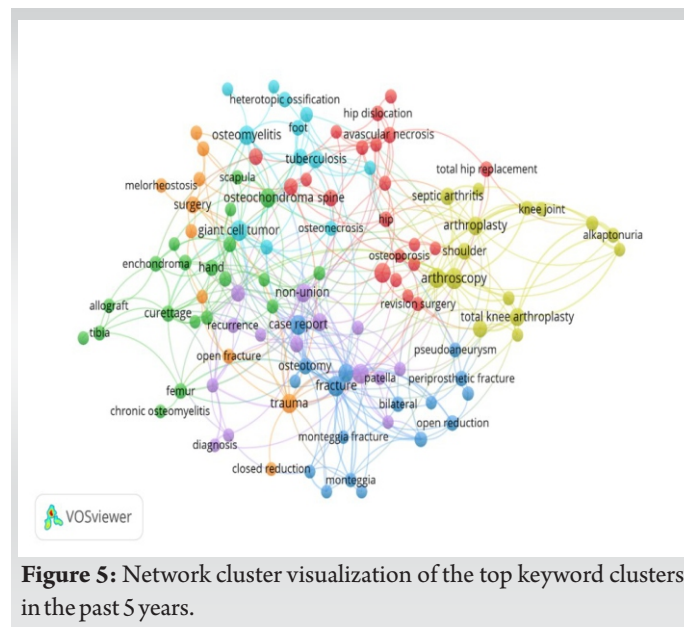 heterotopic ossification
hip dislocation
osteomyelitis
foot
avascular necrosis
tuberculosis
total hip replacement
scapula
melorheostosis
septic arthritis
osteochondroma
spine
surgery
knee joint
hip
arthroplasty
giant cell tumor
osteonecrosis
alkaptonuria
shoulder
osteoporosis
enchondroma
hand
arthroscopy
non-union
revision surgery
allograft
curettage
total knee arthroplasty
recurrence
case report
tibia
pseudoaneurysm
open fracture
osteotomy
patella
periprosthetic fracture
fracture
femur
trauma
bilateral
chronic osteomyelitis
open reduction
monteggia fracture
diagnosis
closed reduction
monteggia
VOSviewer
Figure 5: Network cluster visualization of the top keyword clusters
in the past 5 years.